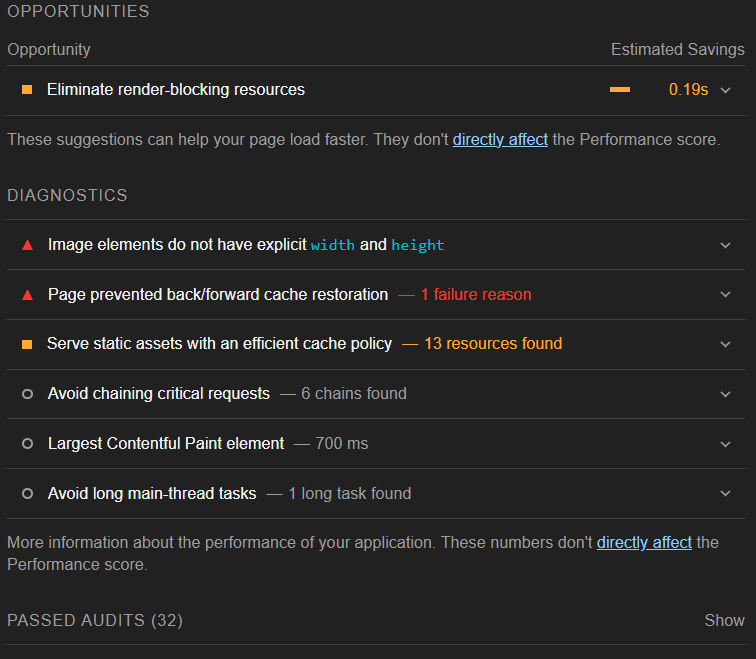 OPPORTUNITIES
Opportunity Estimated Savings
Eliminate render-blocking resources 0.19s
These suggestions can help your page load faster. They don't directly affect the Performance score.
DIAGNOSTICS
Image elements do not have explicit width and height
Page prevented back/forward cache restoration — 1 failure reason
Serve static assets with an efficient cache policy — 13 resources found
Avoid chaining critical requests — 6 chains found
Largest Contentful Paint element — 700 ms
Avoid long main-thread tasks — 1 long task found
More information about the performance of your application. These numbers don't directly affect the
Performance score.
PASSED AUDITS (32) Show